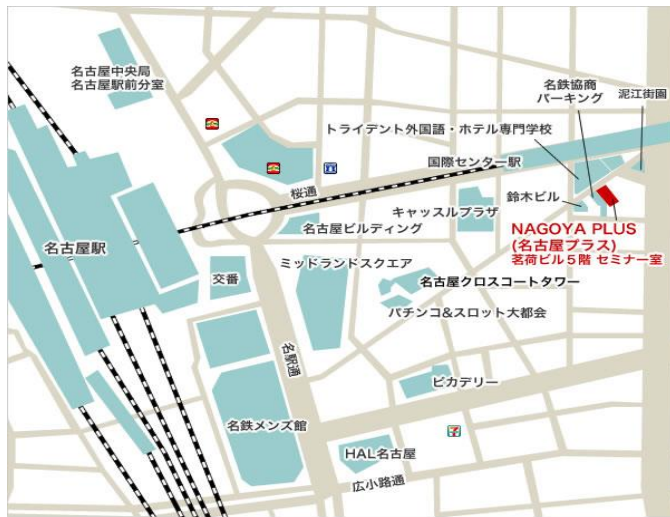 名古屋中央局
名古屋駅前分室
名鉄協商
パーキング
泥江街園
トライデント外国語・ホテル専門学校
国際センター駅
桜通
鈴木ビル
キャッスルプラザ
名古屋ビルディング
NAGOYA PLUS
(名古屋プラス)
茗荷ビル5階 セミナー室
名古屋駅
ミッドランドスクエア
交番
名古屋クロスコートタワー
パチンコ&スロット大都会
名駅通
ピカデリー
名鉄メンズ館
7
HAL名古屋
広小路通